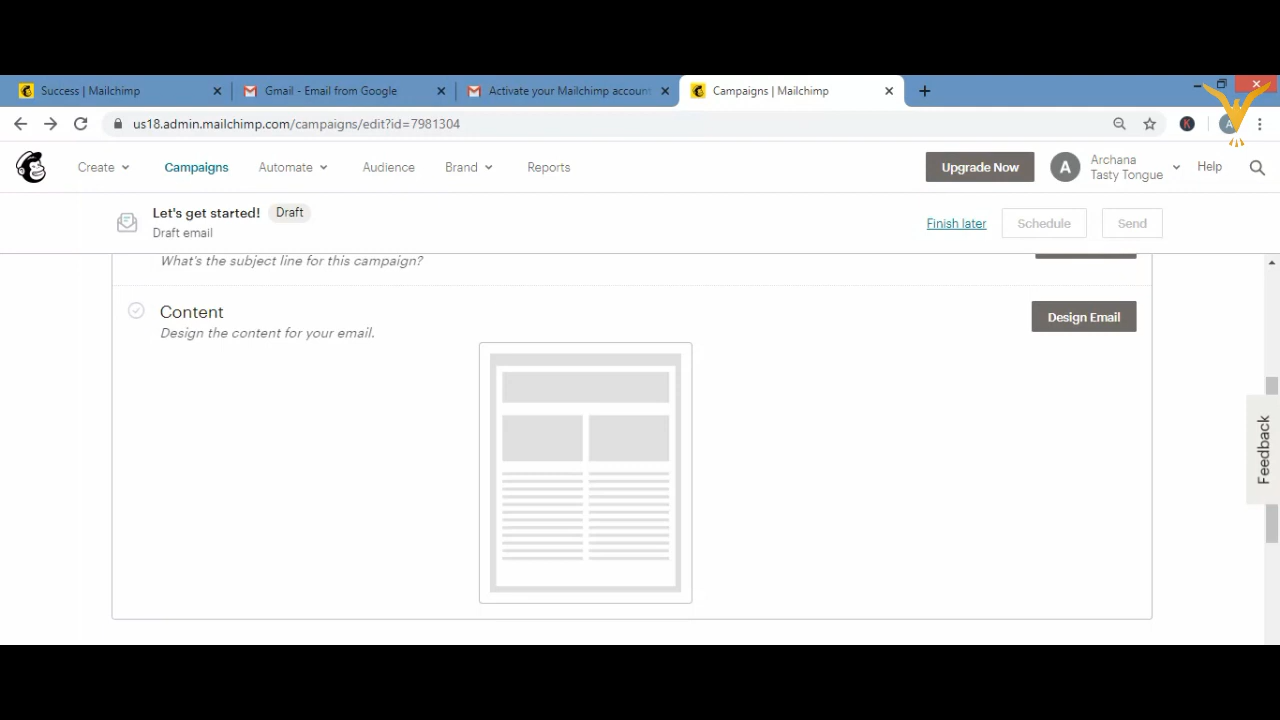 Success | Mailchimp
Gmail - Email from Google
Activate your Mailchimp accoun
Campaigns | Mailchimp
us18.admin.mailchimp.com/campaigns/edit?id=7981304
K
A
Create
Campaigns
Automate
Audience
Brand
Reports
Upgrade Now
A
Archana
Tasty Tongue
Help
Let's get started!
Draft
Draft email
Finish later
Schedule
Send
What's the subject line for this campaign?
Content
Design the content for your email.
Design Email
Feedback